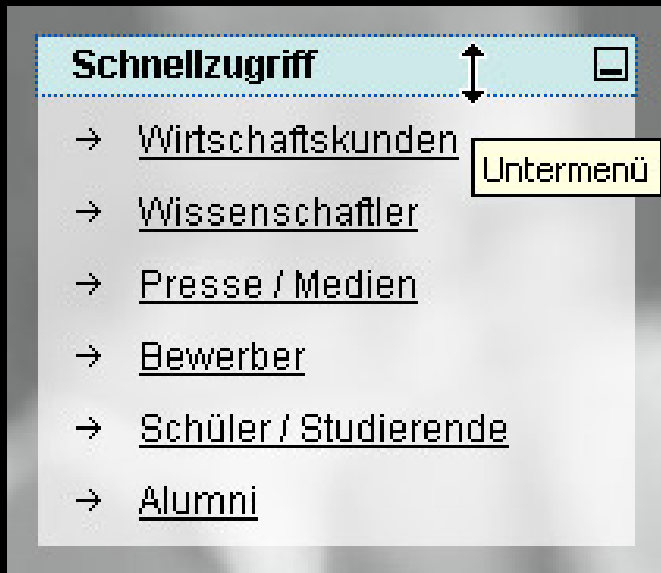 Schnellzugriff
→ Wirtschaftskunden
Untermenü
→ Wissenschaftler
→ Presse / Medien
→ Bewerber
→ Schüler / Studierende
→ Alumni